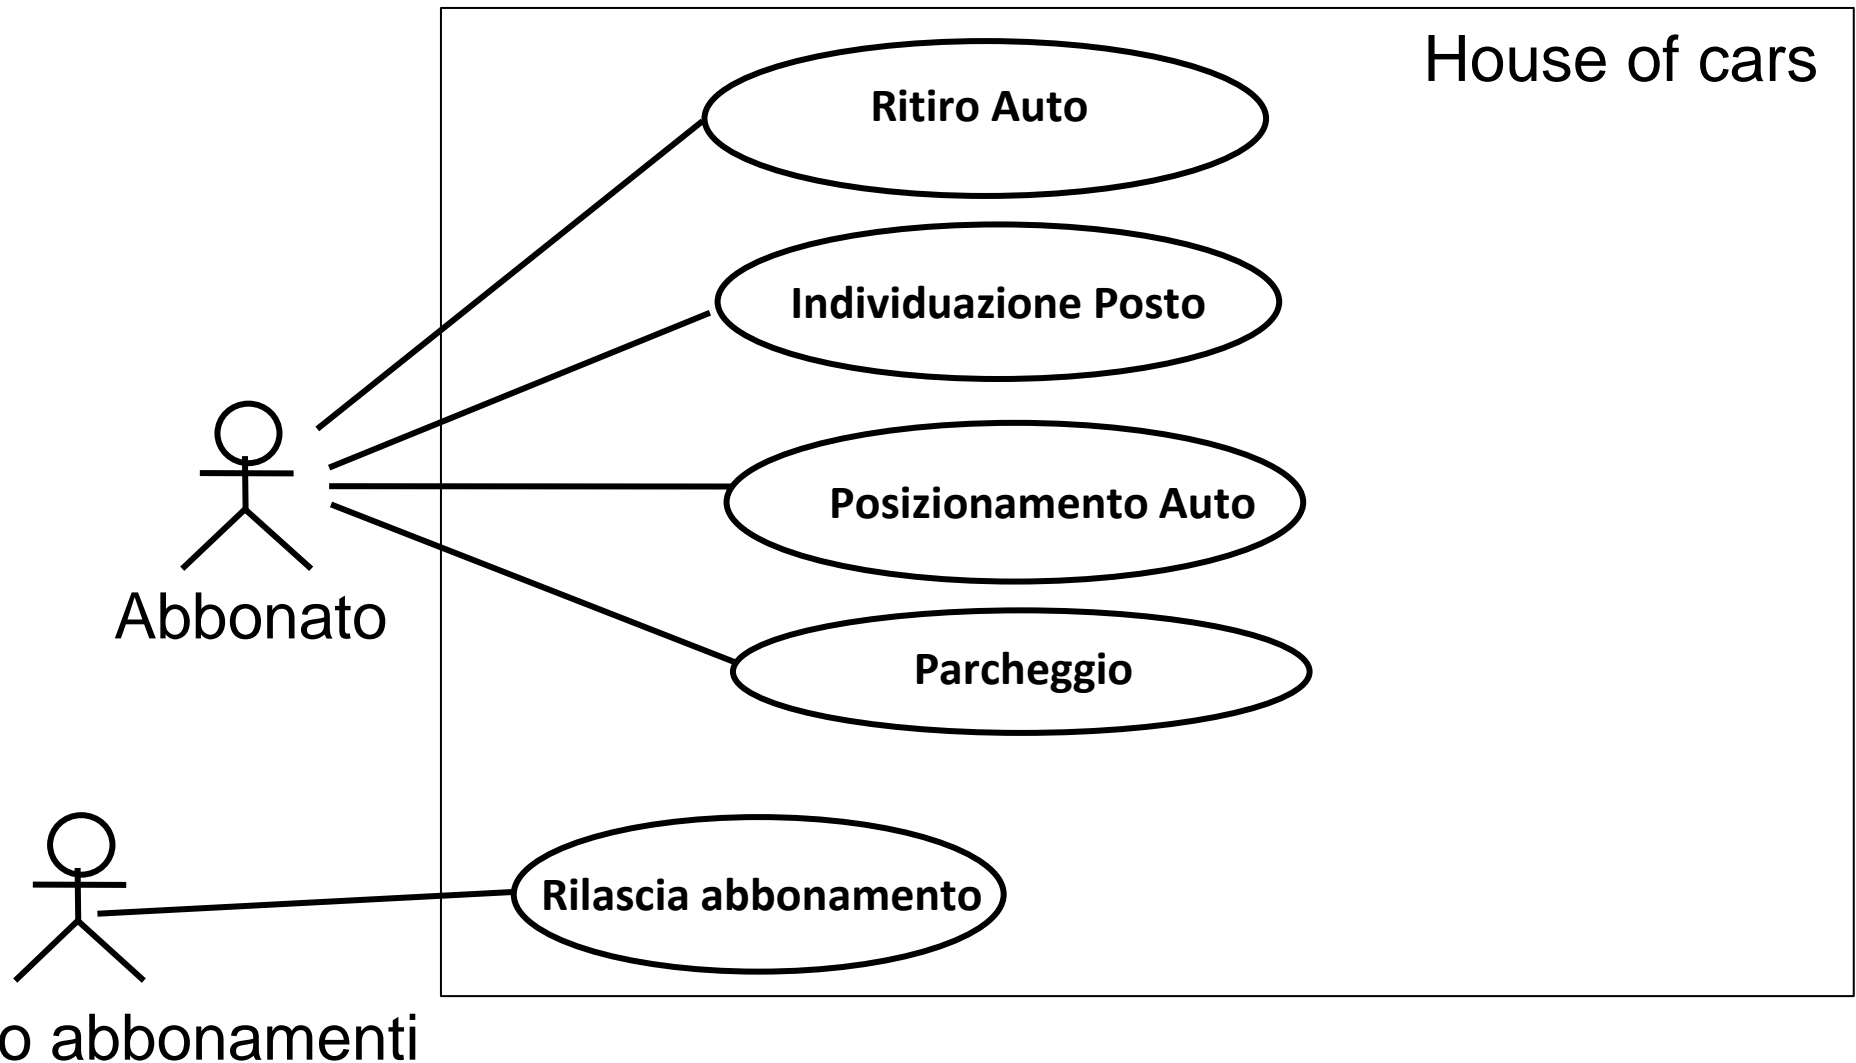 House of cars
Ritiro Auto
Individuazione Posto
Posizionamento Auto
Abbonato
Parcheggio
Rilascia abbonamento
o abbonamenti